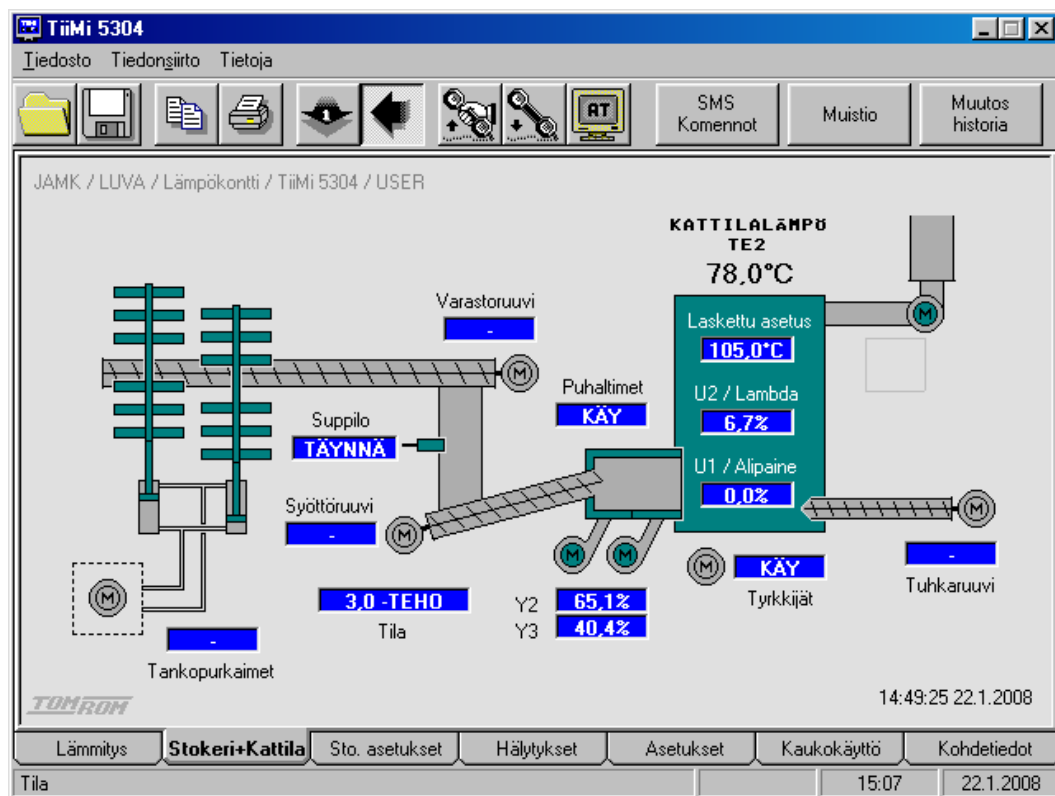 TiiMi 5304
Tiedosto Tiedonsiirto Tietoja
AT
SMS
Komennot
Muistio
Muutos
historia
JAMK / LUVA / Lämpökontti / TiiMi 5304 / USER
KATTILALäMPö
TE2
78,0°C
Varastoruuvi
-
M
Laskettu asetus
105,0°C
M
Puhaltimet
KÄY
U2 / Lambda
6,7%
Suppilo
TÄYNNÄ
U1 / Alipaine
0,0%
Syöttöruuvi
-
M
M
M
M
M
KÄY
Tyrkkijät
-
Tuhkaruuvi
M
3,0 -TEHO
Tila
Y2 65,1%
Y3 40,4%
-
Tankopurkaimet
TOMROM
14:49:25 22.1.2008
Lämmitys Stokeri+Kattila Sto. asetukset Hälytykset Asetukset Kaukokäyttö Kohdetiedot
Tila 15:07 22.1.2008